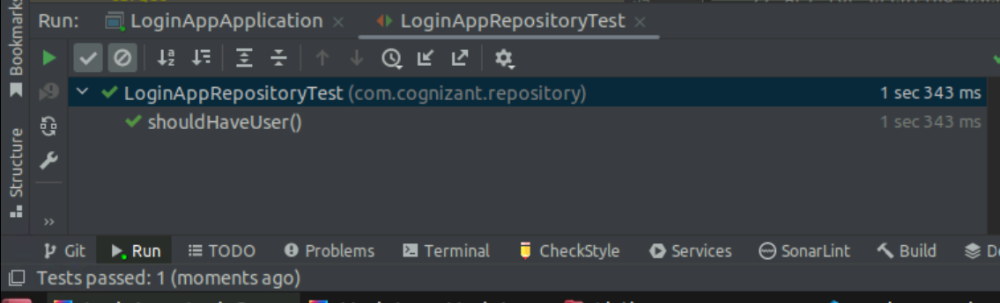 Bookmarks
Structure
Run: LoginAppApplication × LoginAppRepositoryTest ×
LoginAppRepositoryTest (com.cognizant.repository) 1 sec 343 ms
shouldHaveUser() 1 sec 343 ms
Git Run TODO Problems Terminal CheckStyle Services SonarLint Build
Tests passed: 1 (moments ago)